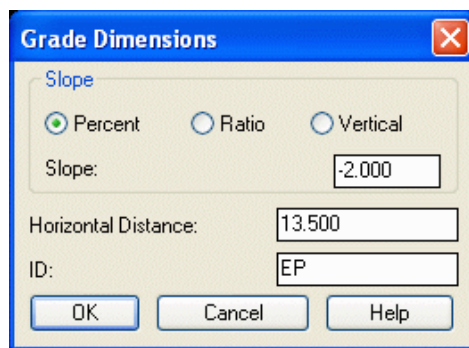 Grade Dimensions
Slope
Percent Ratio Vertical
Slope: -2.000
Horizontal Distance: 13.500
ID: EP
OK Cancel Help